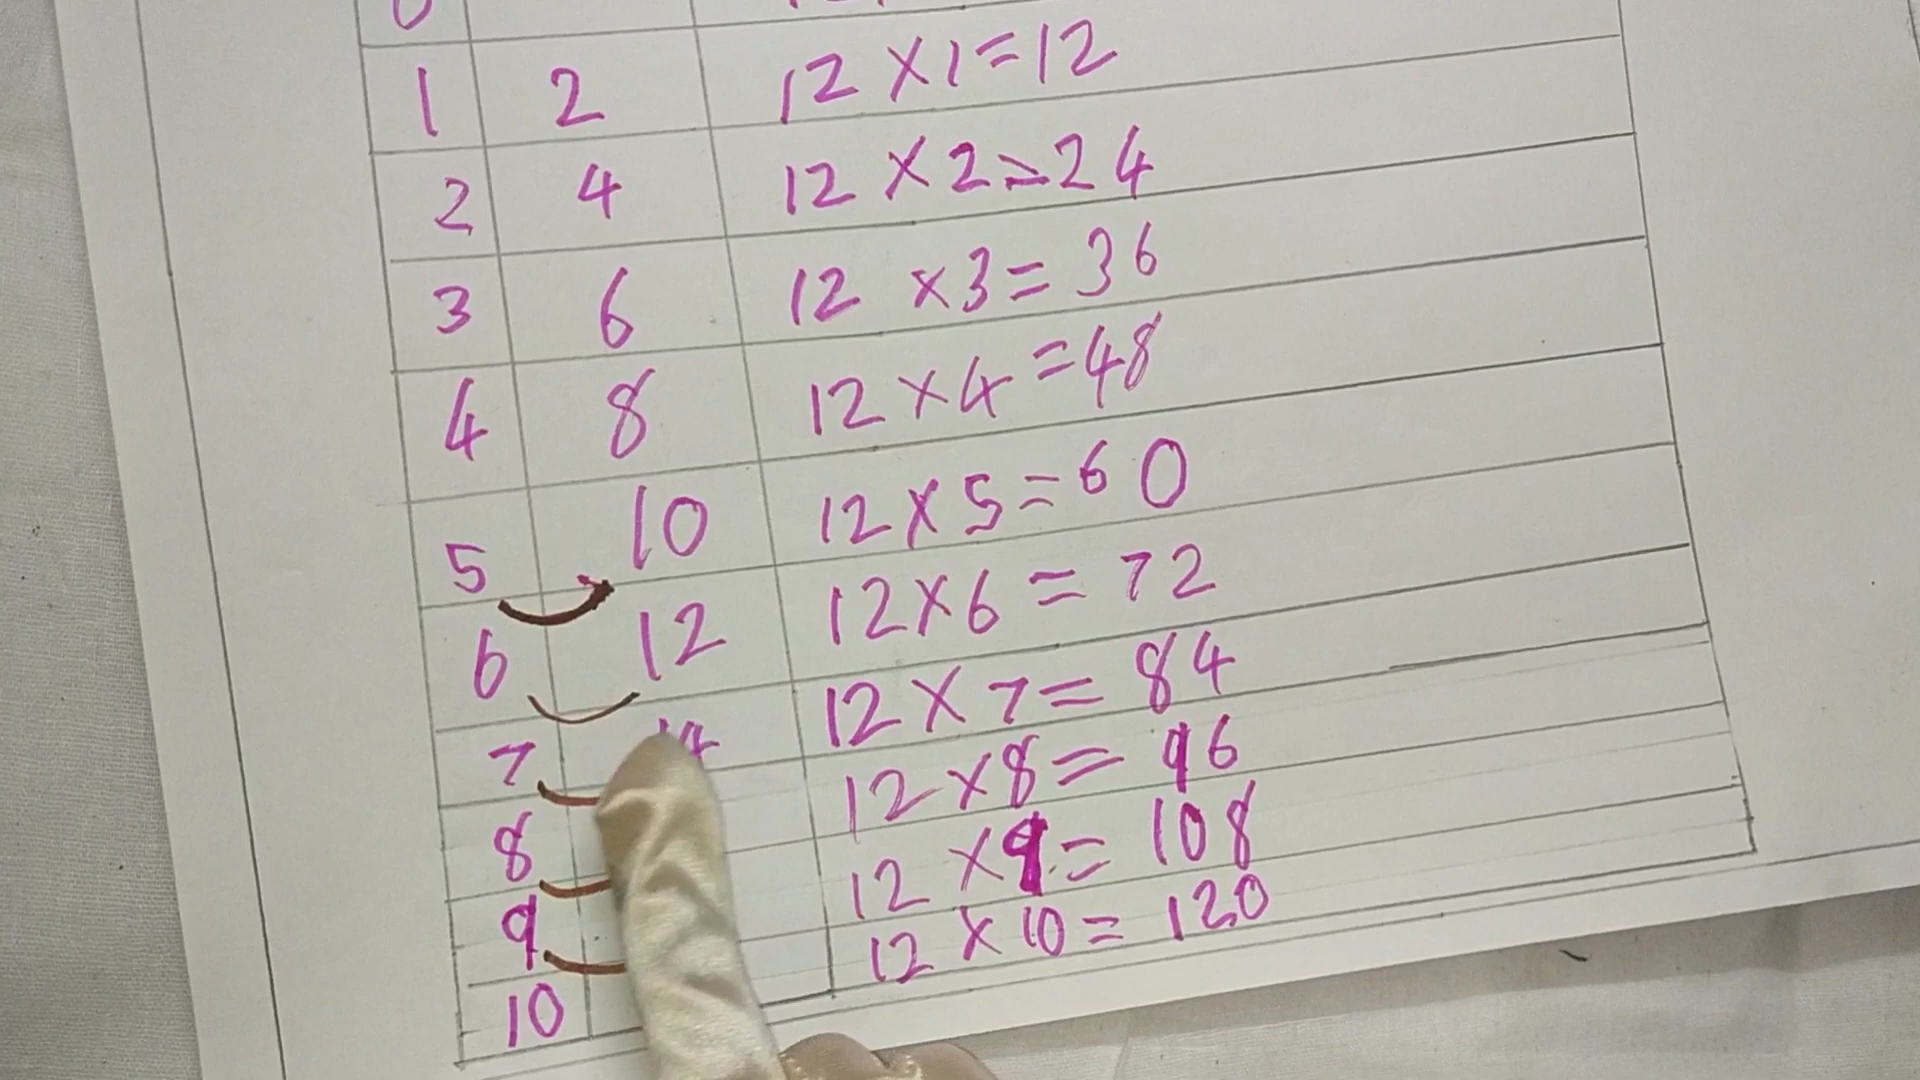 0
1 2 12 × 1 = 12
2 4 12 × 2 = 24
3 6 12 × 3 = 36
4 8 12 × 4 = 48
5 10 12 × 5 = 60
6 12 12 × 6 = 72
7 14 12 × 7 = 84
8 12 × 8 = 96
9 12 × 9 = 108
10 12 × 10 = 120